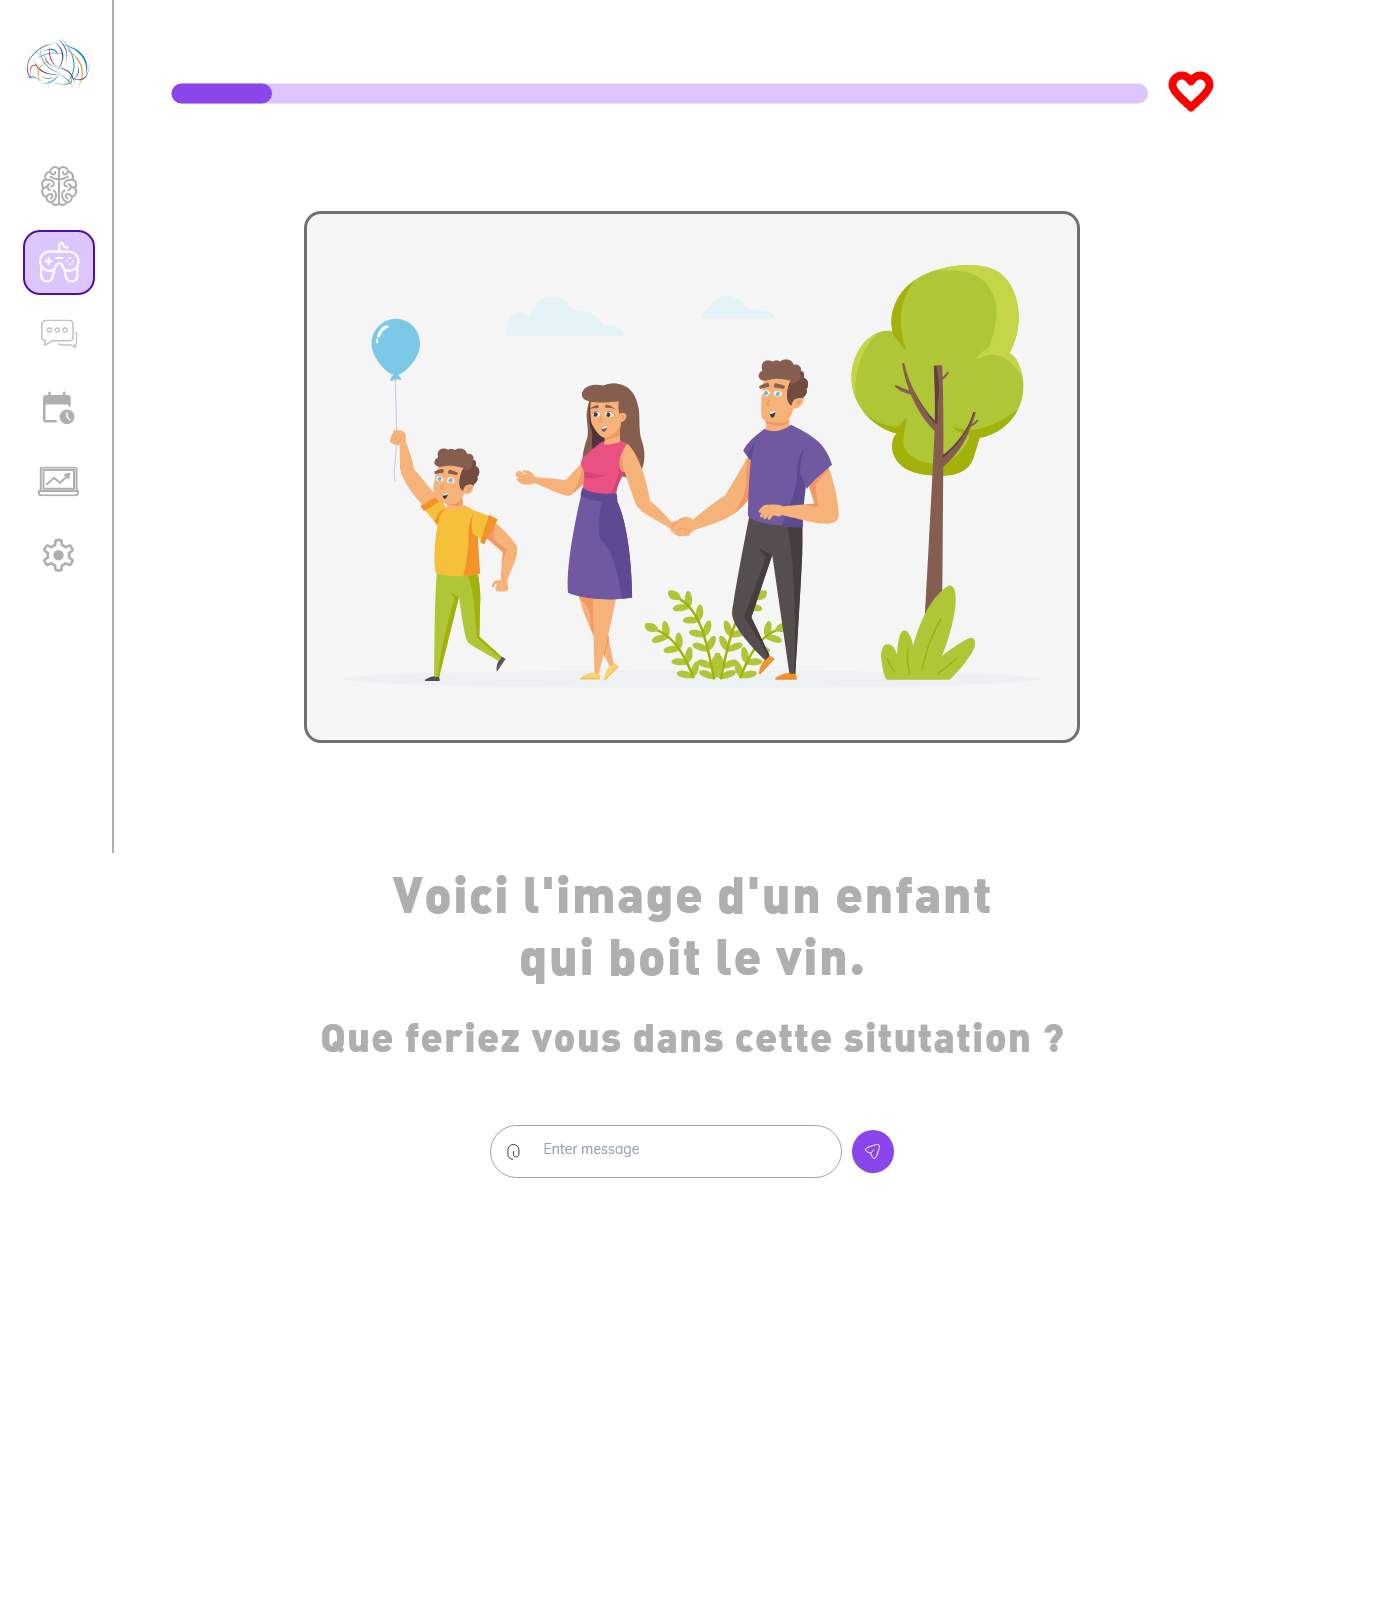 Voici l'image d'un enfant
qui boit le vin.
Que feriez vous dans cette situtation ?
Enter message